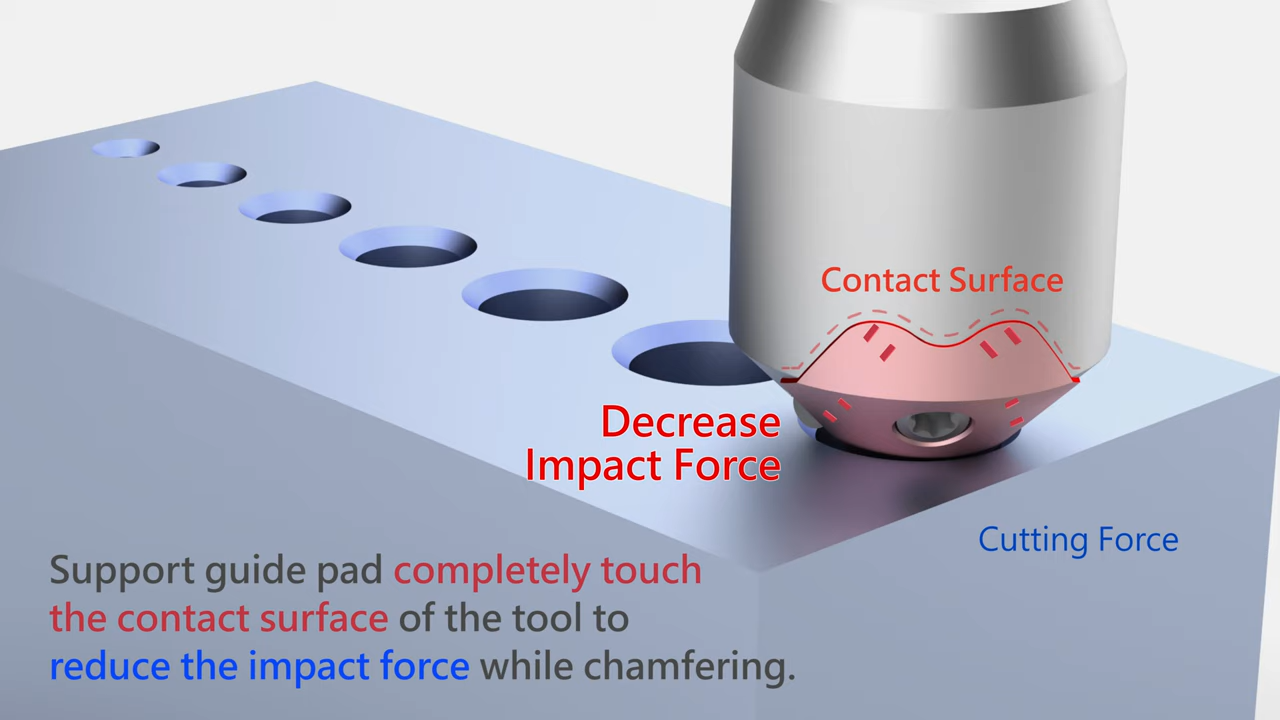 Contact Surface
Decrease
Impact Force
Cutting Force
Support guide pad completely touch
the contact surface of the tool to
reduce the impact force while chamfering.